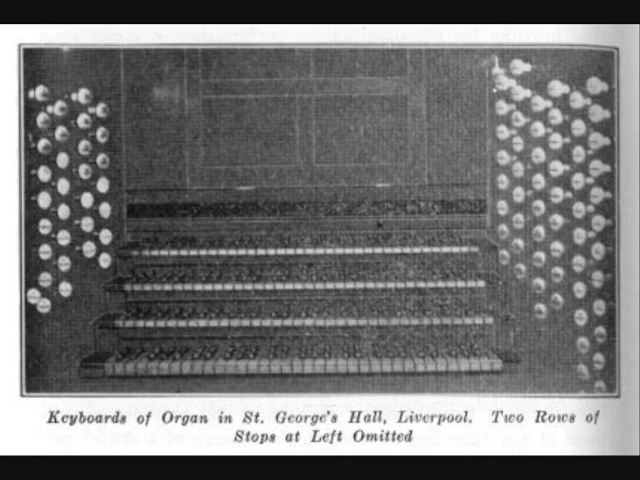 Keyboards of Organ in St. George's Hall, Liverpool. Two Rows of
Stops at Left Omitted